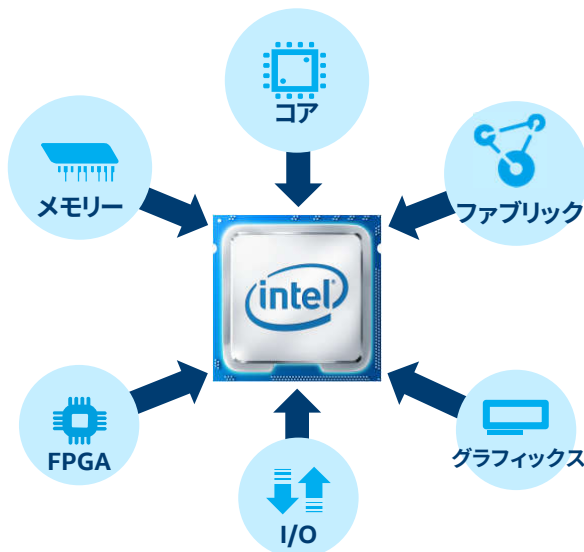 コア
メモリー
ファブリック
intel
FPGA
グラフィックス
I/O